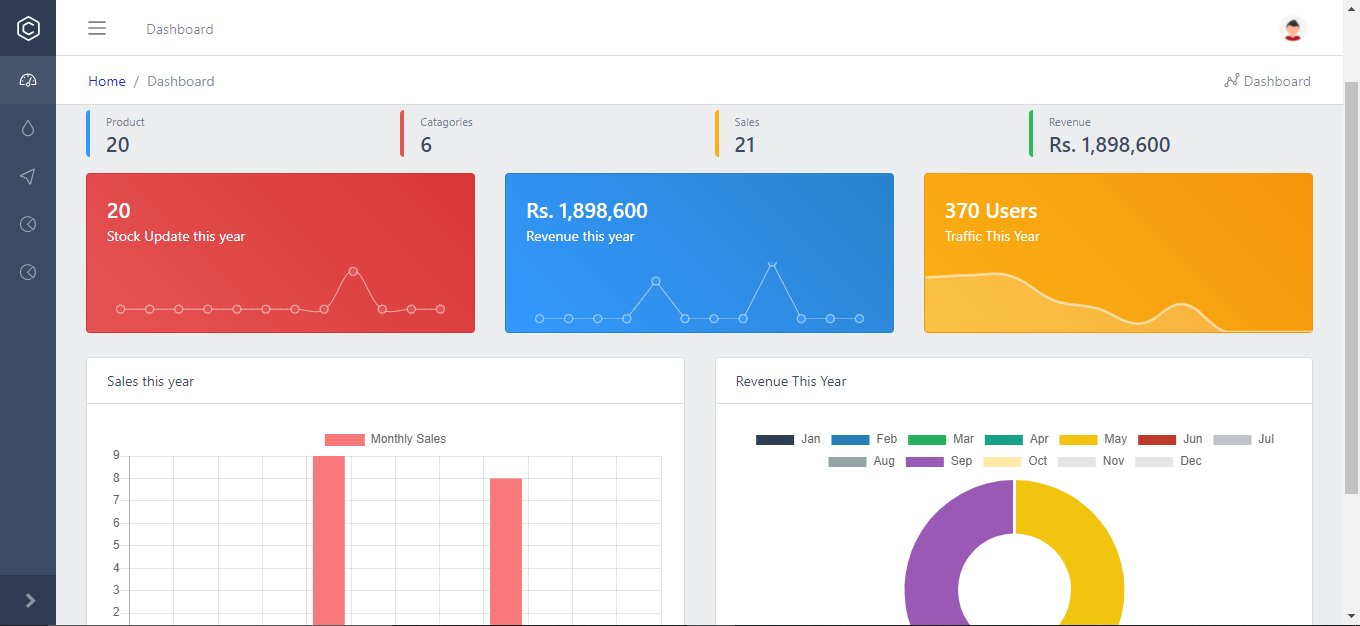 Dashboard
Home / Dashboard
Dashboard
Product
20
Catagories
6
Sales
21
Revenue
Rs. 1,898,600
20
Stock Update this year
Rs. 1,898,600
Revenue this year
370 Users
Traffic This Year
Sales this year
Monthly Sales
9
8
7
6
5
4
3
2
Revenue This Year
Jan Feb Mar Apr May Jun Jul
Aug Sep Oct Nov Dec